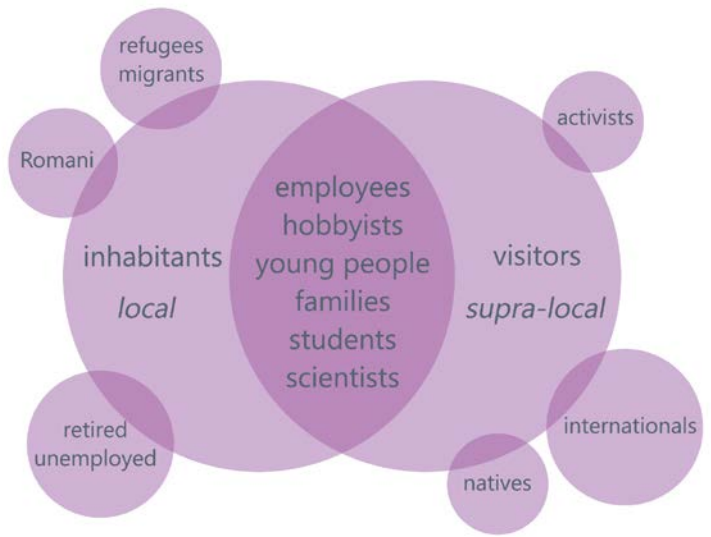 refugees
migrants
activists
Romani
employees
hobbyists
young people
families
students
scientists
inhabitants
local
visitors
supra-local
retired
unemployed
internationals
natives